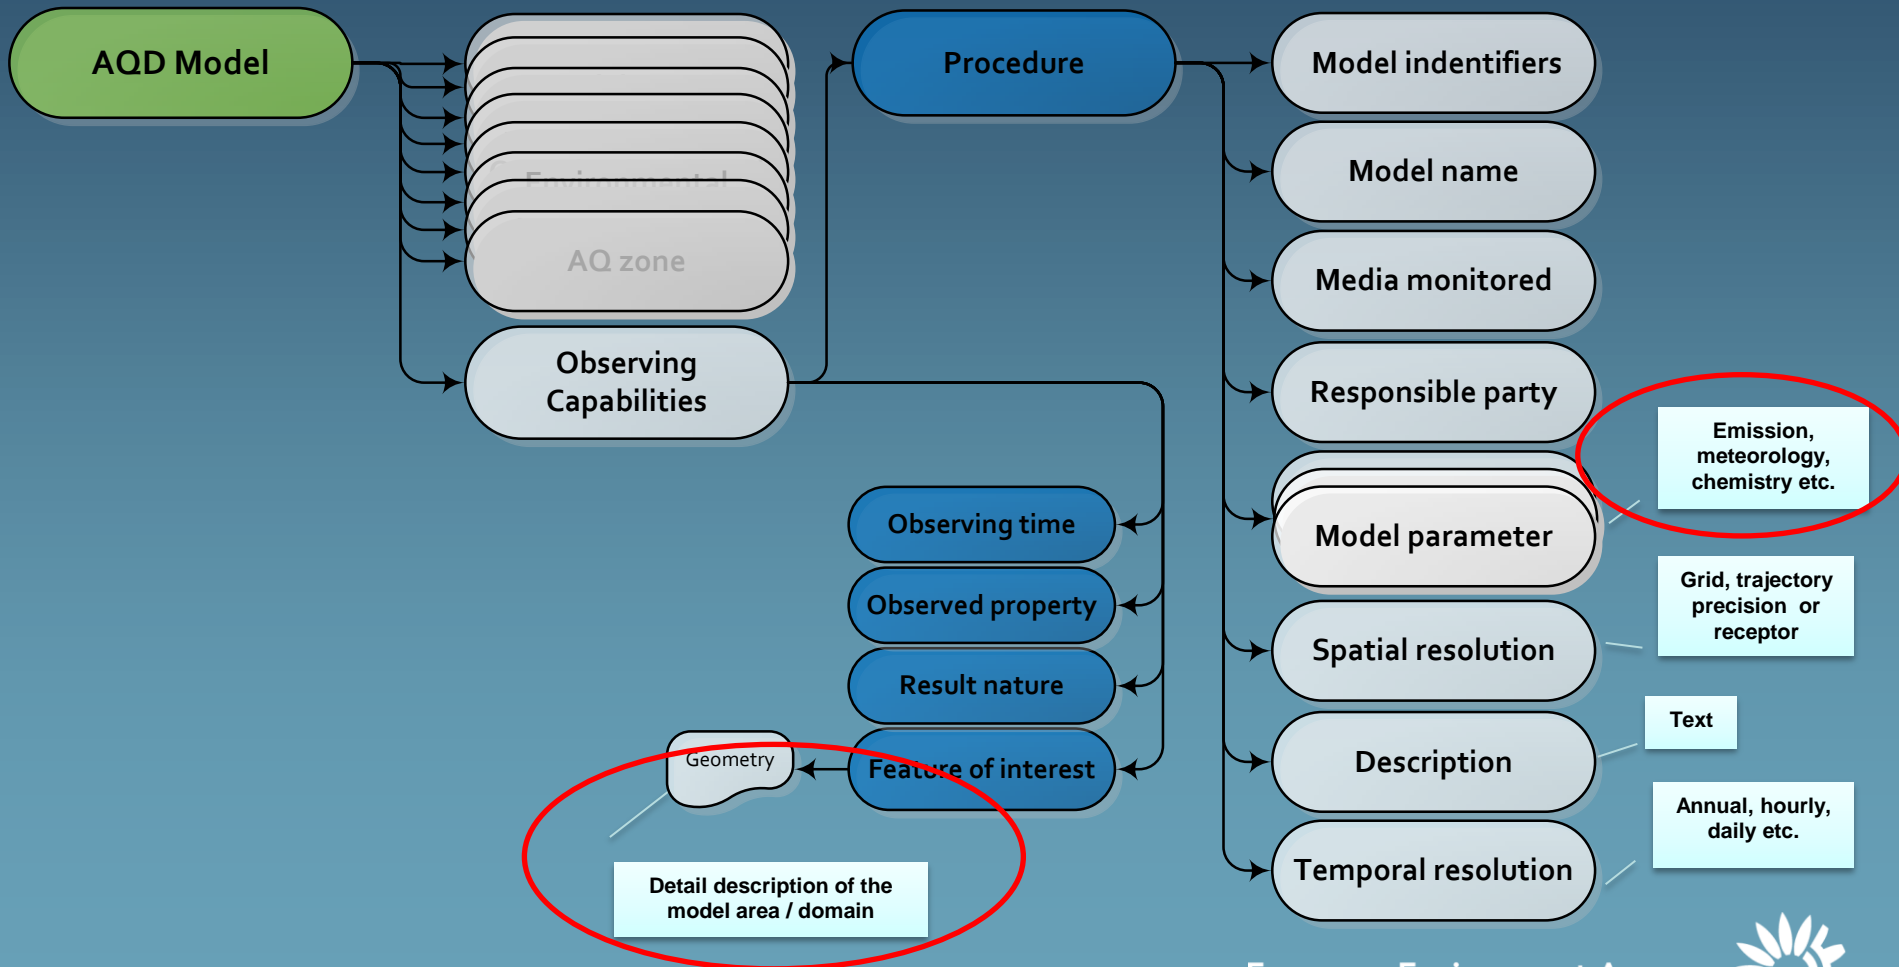 AQD Model
Environmental
AQ zone
Observing
Capabilities
Procedure
Observing time
Observed property
Result nature
Feature of interest
Geometry
Detail description of the
model area / domain
Model indentifiers
Model name
Media monitored
Responsible party
Model parameter
Spatial resolution
Description
Temporal resolution
Emission,
meteorology,
chemistry etc.
Grid, trajectory
precision or
receptor
Text
Annual, hourly,
daily etc.